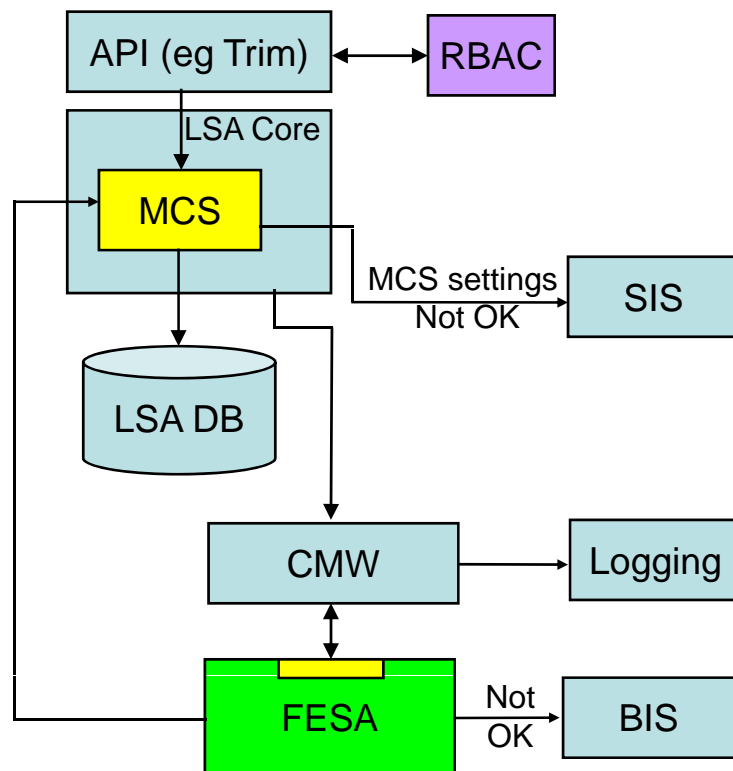 API (eg Trim)
RBAC
LSA Core
MCS
MCS settings
Not OK
SIS
LSA DB
CMW
Logging
FESA
Not
OK
BIS